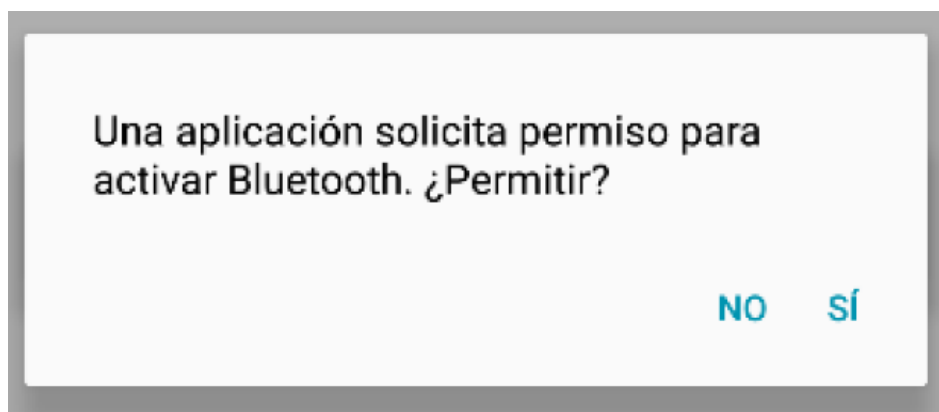 Una aplicación solicita permiso para
activar Bluetooth. ¿Permitir?
NO SÍ